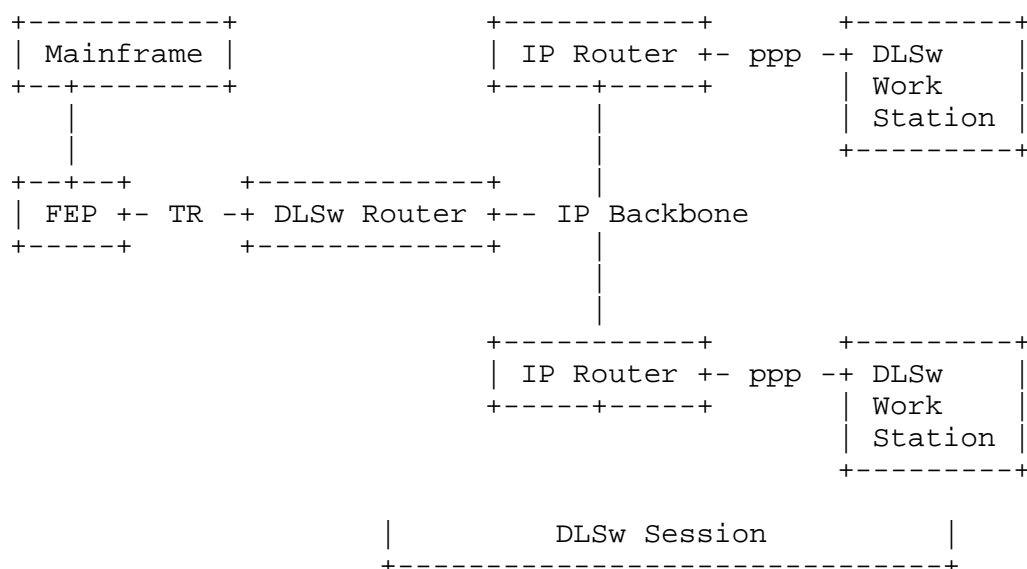 Mainframe IP Router ppp DLSw
Work
Station
FEP TR DLSw Router IP Backbone
IP Router ppp DLSw
Work
Station
DLSw Session